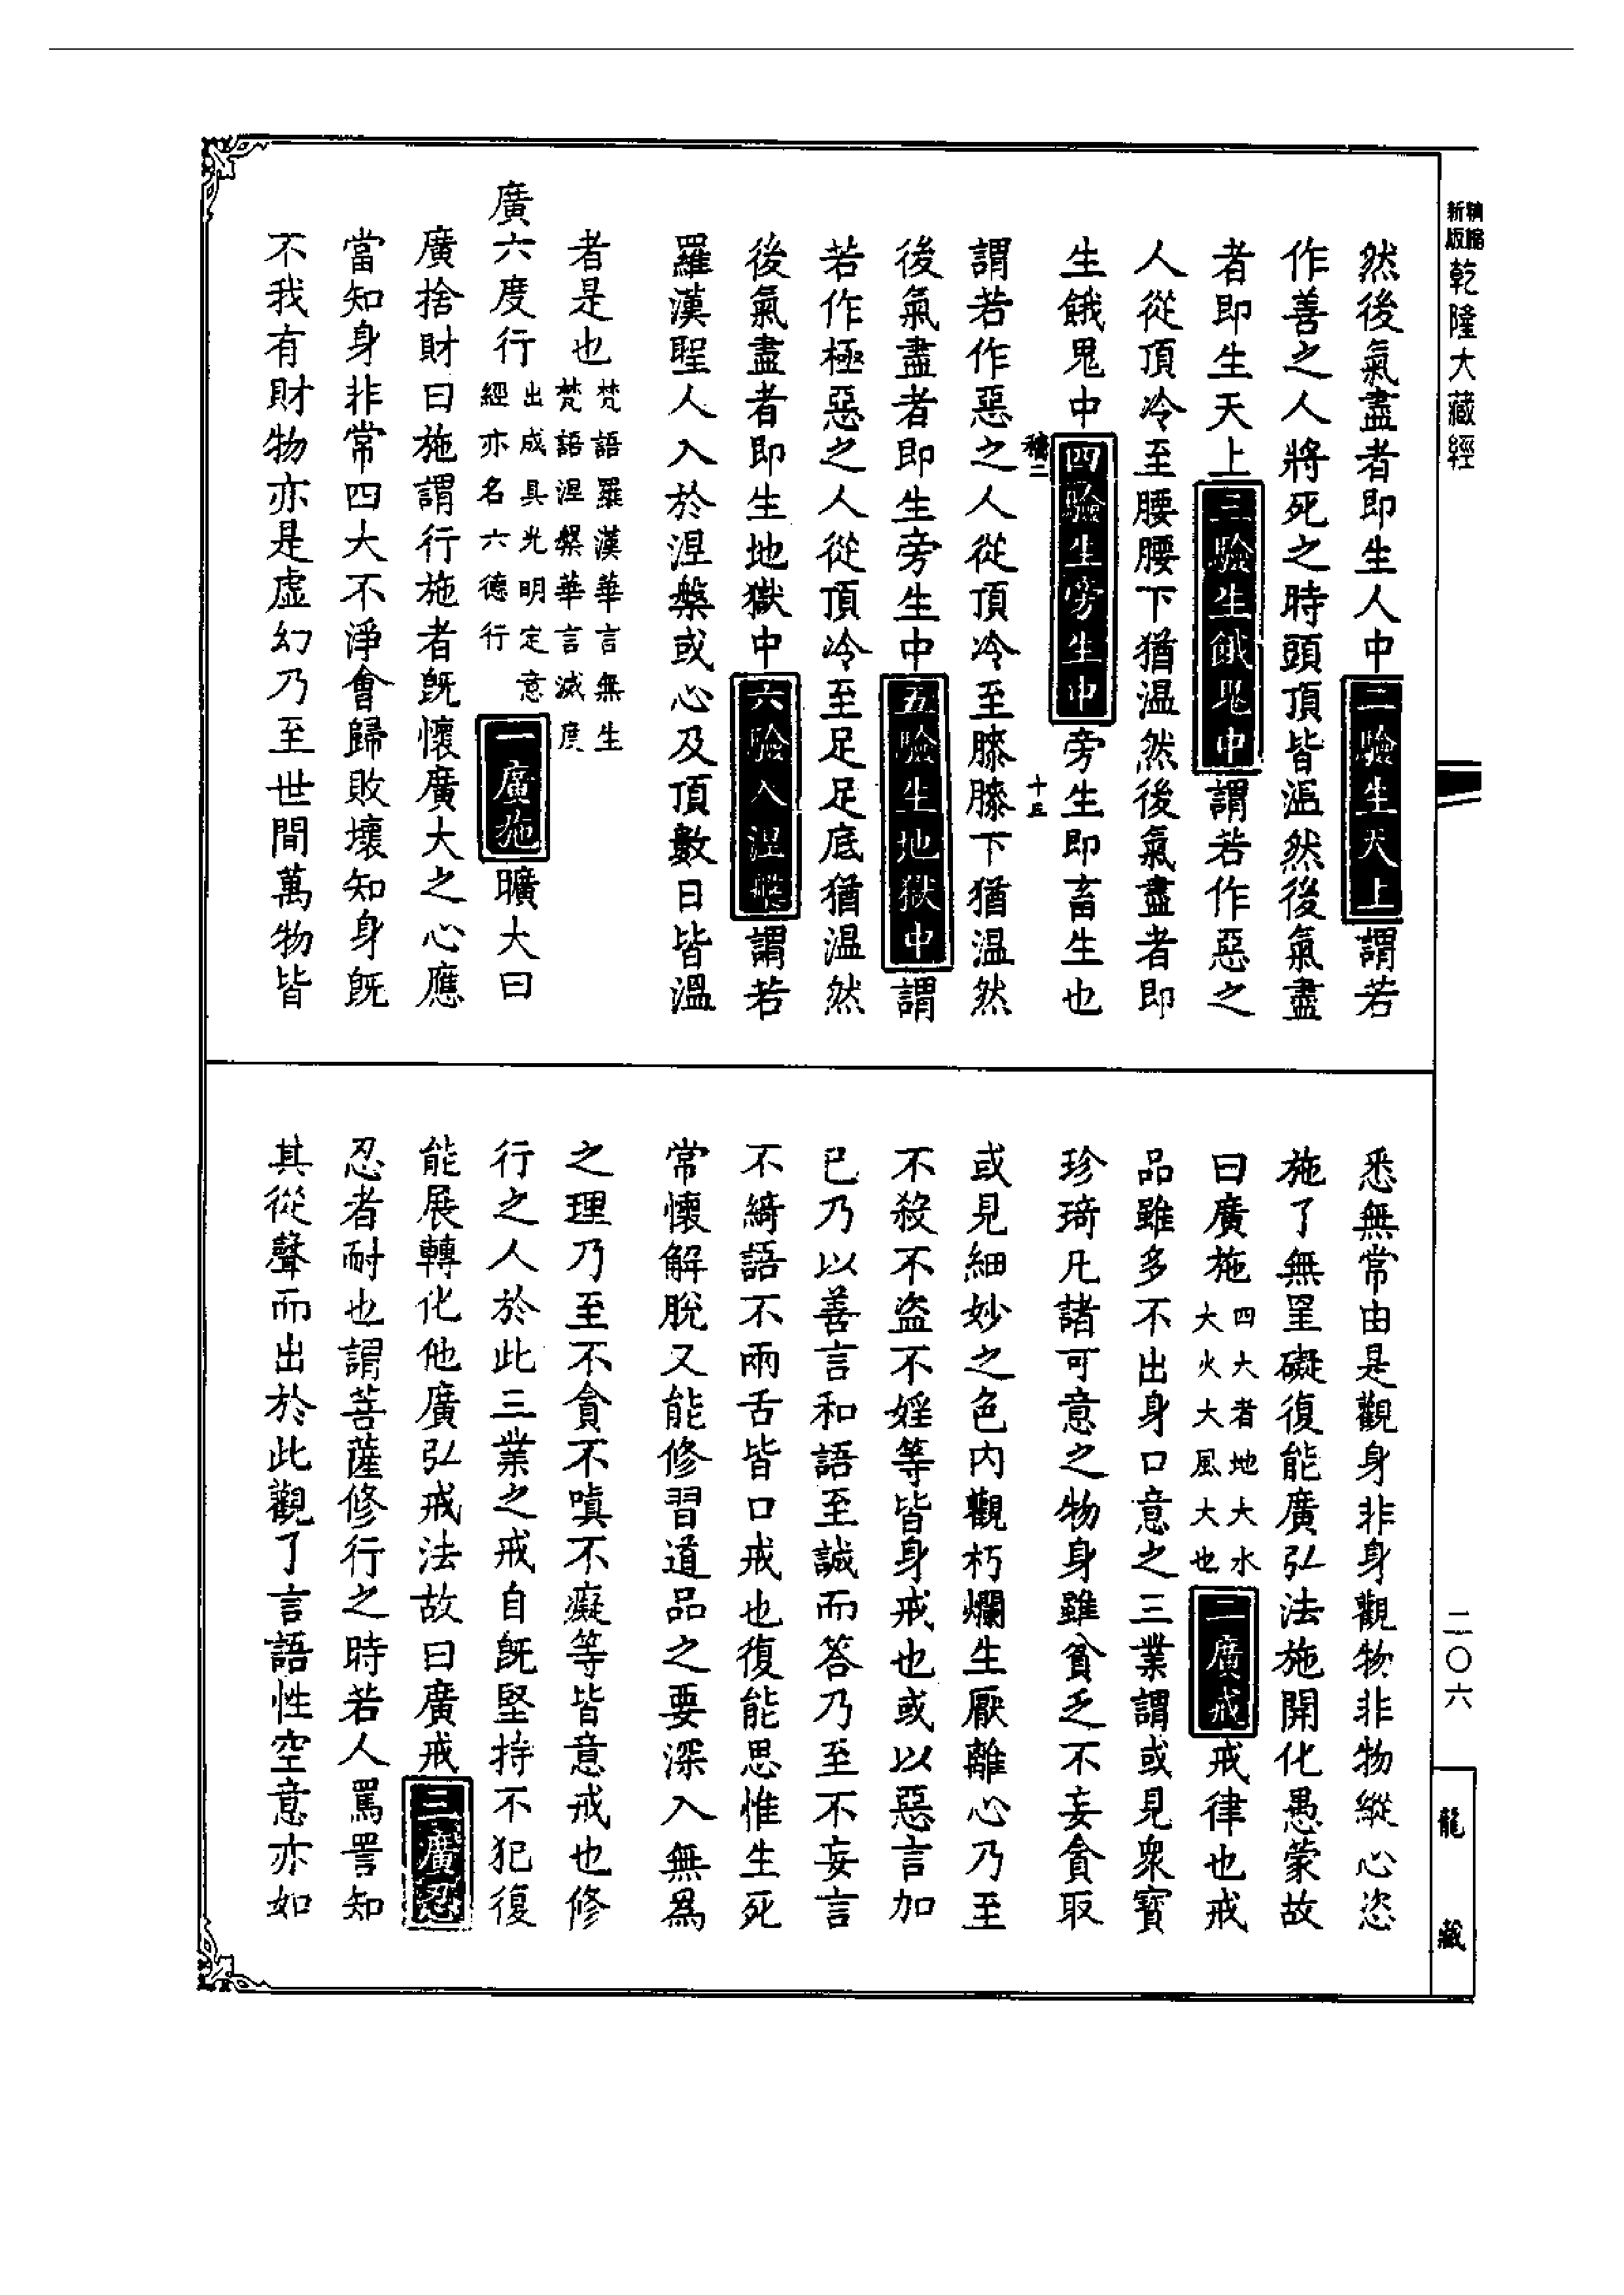 新版 精縮
乾隆大藏經
二〇六
龍藏
然後氣盡者即生人中二驗生天上謂若
作善之人將死之時頭頂皆溫然後氣盡
者即生天上三驗生餓鬼中謂若作惡之
人從頂冷至腰腰下猶温然後氣盡者即
生餓鬼中四驗生旁生中旁生即畜生也
十五
謂若作惡之人從頂冷至膝膝下猶温然
後氣盡者即生旁生中五驗生地獄中謂
若作極惡之人從頂冷至足足底猶温然
後氣盡者即生地獄中六驗入涅槃謂若
羅漢聖人入於涅槃或心及頂數日皆溫
者是也梵語羅漢華言無生
梵語涅槃華言滅度
廣六度行出成具光明定意
經亦名六德行一廣施曠大曰
廣捨財曰施謂行施者旣懷廣大之心應
當知身非常四大不淨會歸敗壞知身旣
不我有財物亦是虛幻乃至世間萬物皆
悉無常由是觀身非身觀物非物縱心恣
施了無罣礙復能廣弘法施開化愚蒙故
曰廣施四大者地大水
大火大風大也二廣戒戒律也戒
品雖多不出身口意之三業謂或見衆寶
珍琦凡諸可意之物身雖貧乏不妄貪取
或見細妙之色内觀朽爛生厭離心乃至
不殺不盜不婬等皆身戒也或以惡言加
已乃以善言和語至誠而答乃至不妄言
不綺語不兩舌皆口戒也復能思惟生死
常懷解脫又能修習道品之要深入無爲
之理乃至不貪不嗔不癡等皆意戒也修
行之人於此三業之戒自旣堅持不犯復
能展轉化他廣弘戒法故曰廣戒三廣忍
忍者耐也謂菩薩修行之時若人罵詈知
其從聲而出於此觀了言語性空意亦如